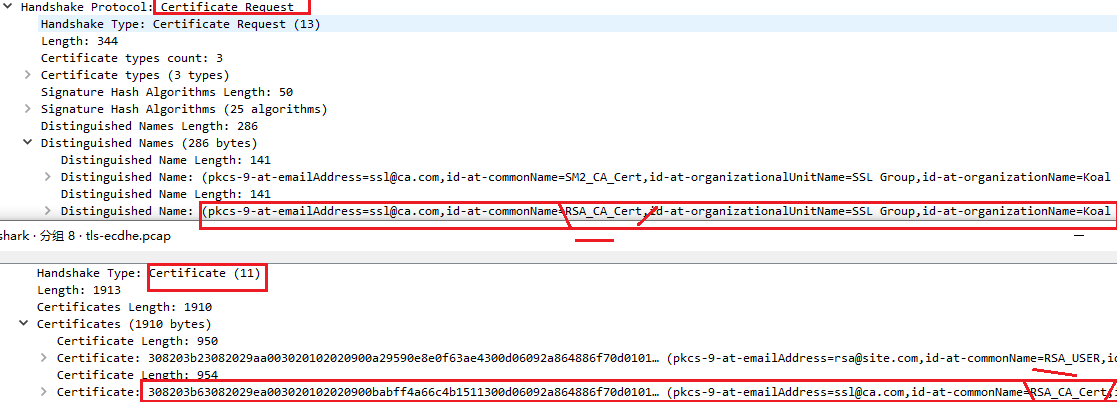 Handshake Protocol: Certificate Request
Handshake Type: Certificate Request (13)
Length: 344
Certificate types count: 3
Certificate types (3 types)
Signature Hash Algorithms Length: 50
Signature Hash Algorithms (25 algorithms)
Distinguished Names Length: 286
Distinguished Names (286 bytes)
Distinguished Name Length: 141
Distinguished Name: (pkcs-9-at-emailAddress=ssl@ca.com,id-at-commonName=SM2_CA_Cert,id-at-organizationalUnitName=SSL Group,id-at-organizationName=Koal
Distinguished Name Length: 141
Distinguished Name: (pkcs-9-at-emailAddress=ssl@ca.com,id-at-commonName=RSA_CA_Cert,id-at-organizationalUnitName=SSL Group,id-at-organizationName=Koal
shark · 分组 8 · tls-ecdhe.pcap
Handshake Type: Certificate (11)
Length: 1913
Certificates Length: 1910
Certificates (1910 bytes)
Certificate Length: 950
Certificate: 308203b23082029aa003020102020900a29590e8e0f63ae4300d06092a864886f70d0101… (pkcs-9-at-emailAddress=rsa@site.com,id-at-commonName=RSA_USER,i
Certificate Length: 954
Certificate: 308203b63082029ea003020102020900babff4a66c4b1511300d06092a864886f70d0101… (pkcs-9-at-emailAddress=ssl@ca.com,id-at-commonName=RSA_CA_Cert,